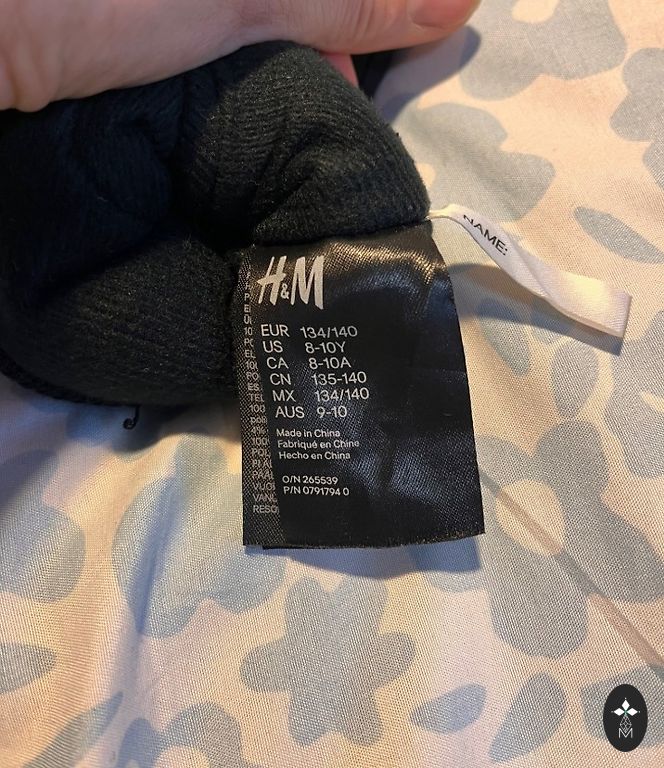 NAME:
H&M
EUR 134/140
US 8-10Y
CA 8-10A
CN 135-140
MX 134/140
AUS 9-10
Made in China
Fabriqué en Chine
Hecho en China
O/N 265539
P/N 0791794 0
M